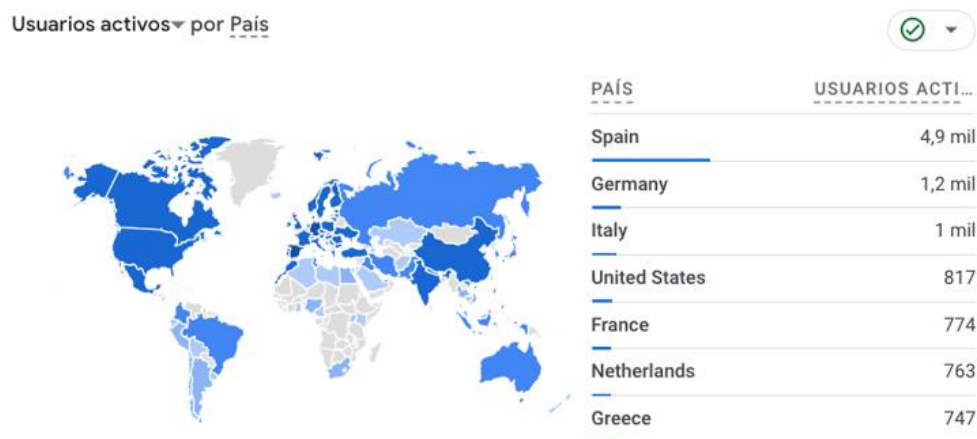 Usuarios activos por País
PAÍS USUARIOS ACTI...
Spain 4,9 mil
Germany 1,2 mil
Italy 1 mil
United States 817
France 774
Netherlands 763
Greece 747